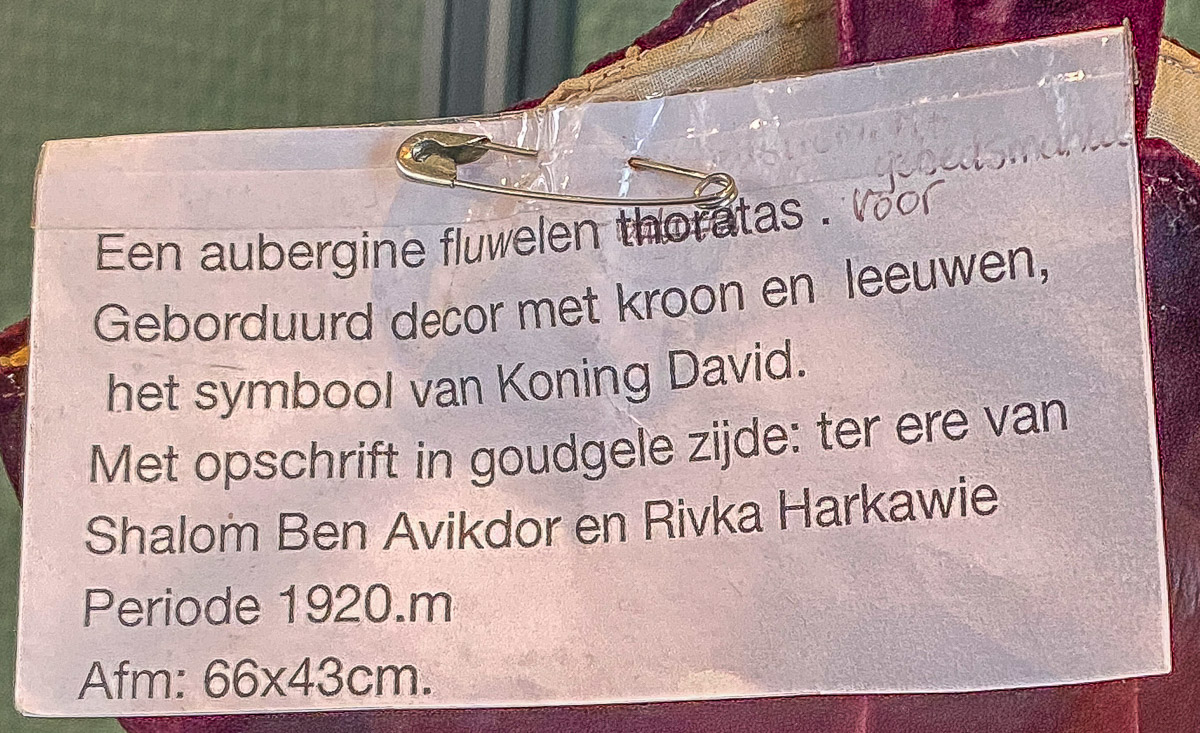 gebedsmantel
voor
Een aubergine fluwelen thoratas .
Geborduurd decor met kroon en leeuwen,
het symbool van Koning David.
Met opschrift in goudgele zijde: ter ere van
Shalom Ben Avikdor en Rivka Harkawie
Periode 1920.m
Afm: 66x43cm.